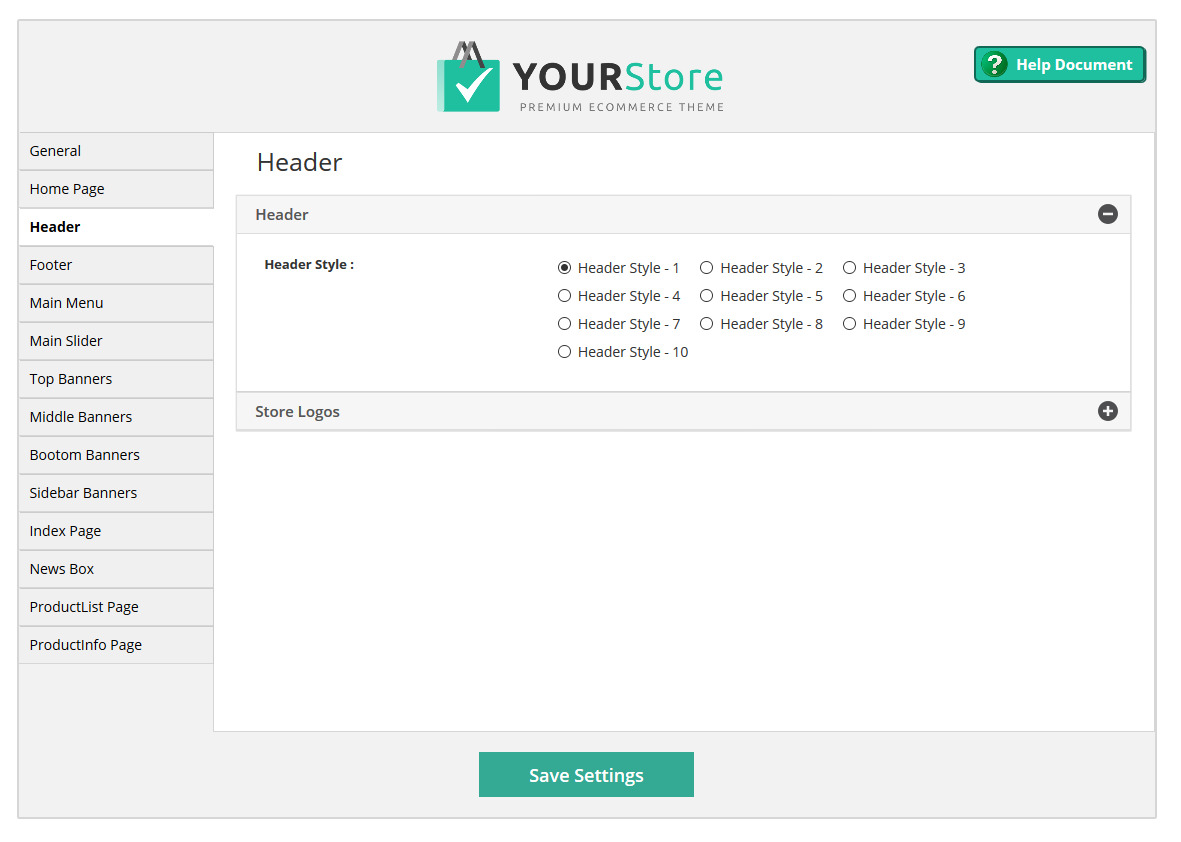 YOURStore
PREMIUM ECOMMERCE THEME
? Help Document
General
Home Page
Header
Footer
Main Menu
Main Slider
Top Banners
Middle Banners
Bootom Banners
Sidebar Banners
Index Page
News Box
ProductList Page
ProductInfo Page
Header
Header
Header Style :
Header Style - 1 Header Style - 2 Header Style - 3
Header Style - 4 Header Style - 5 Header Style - 6
Header Style - 7 Header Style - 8 Header Style - 9
Header Style - 10
Store Logos
Save Settings